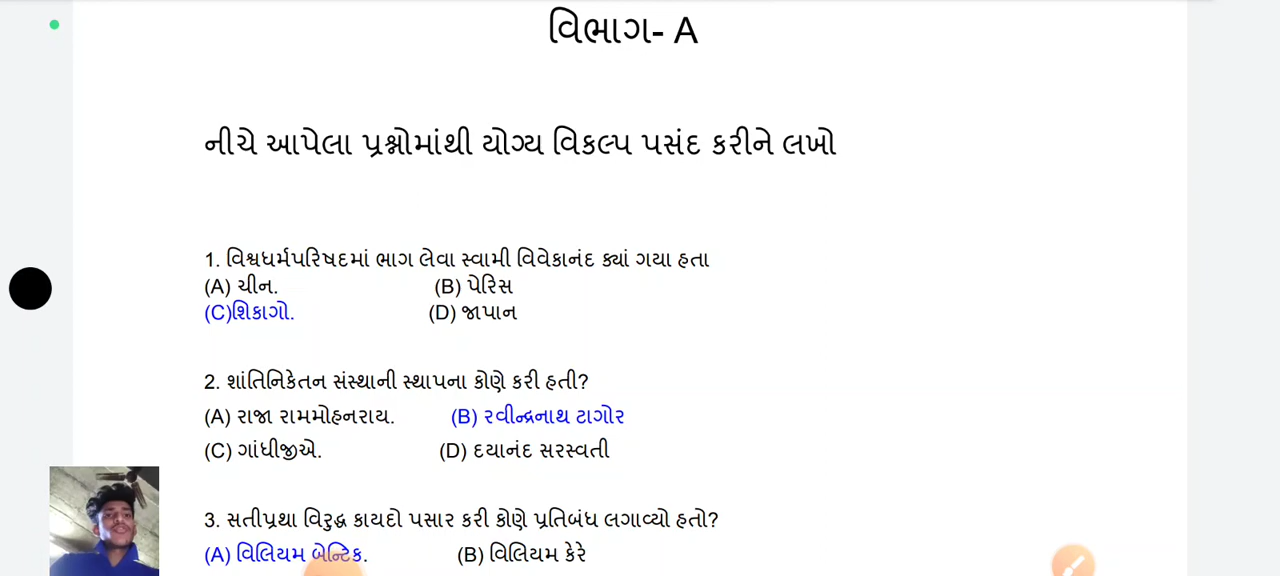 વિભાગ- A
નીચે આપેલા પ્રશ્નોમાંથી યોગ્ય વિકલ્પ પસંદ કરીને લખો
1. વિશ્વધર્મપરિષદમાં ભાગ લેવા સ્વામી વિવેકાનંદ ક્યાં ગયા હતા
(A) ચીન. (B) પેરિસ
(C)શિકાગો. (D) જાપાન
2. શાંતિનિકેતન સંસ્થાની સ્થાપના કોણે કરી હતી?
(A) રાજા રામમોહનરાય. (B) રવીન્દ્રનાથ ટાગોર
(C) ગાંધીજીએ. (D) દયાનંદ સરસ્વતી
3. સતીપ્રથા વિરુદ્ધ કાયદો પસાર કરી કોણે પ્રતિબંધ લગાવ્યો હતો?
(A) વિલિયમ બેન્ટિક. (B) વિલિયમ કેરે